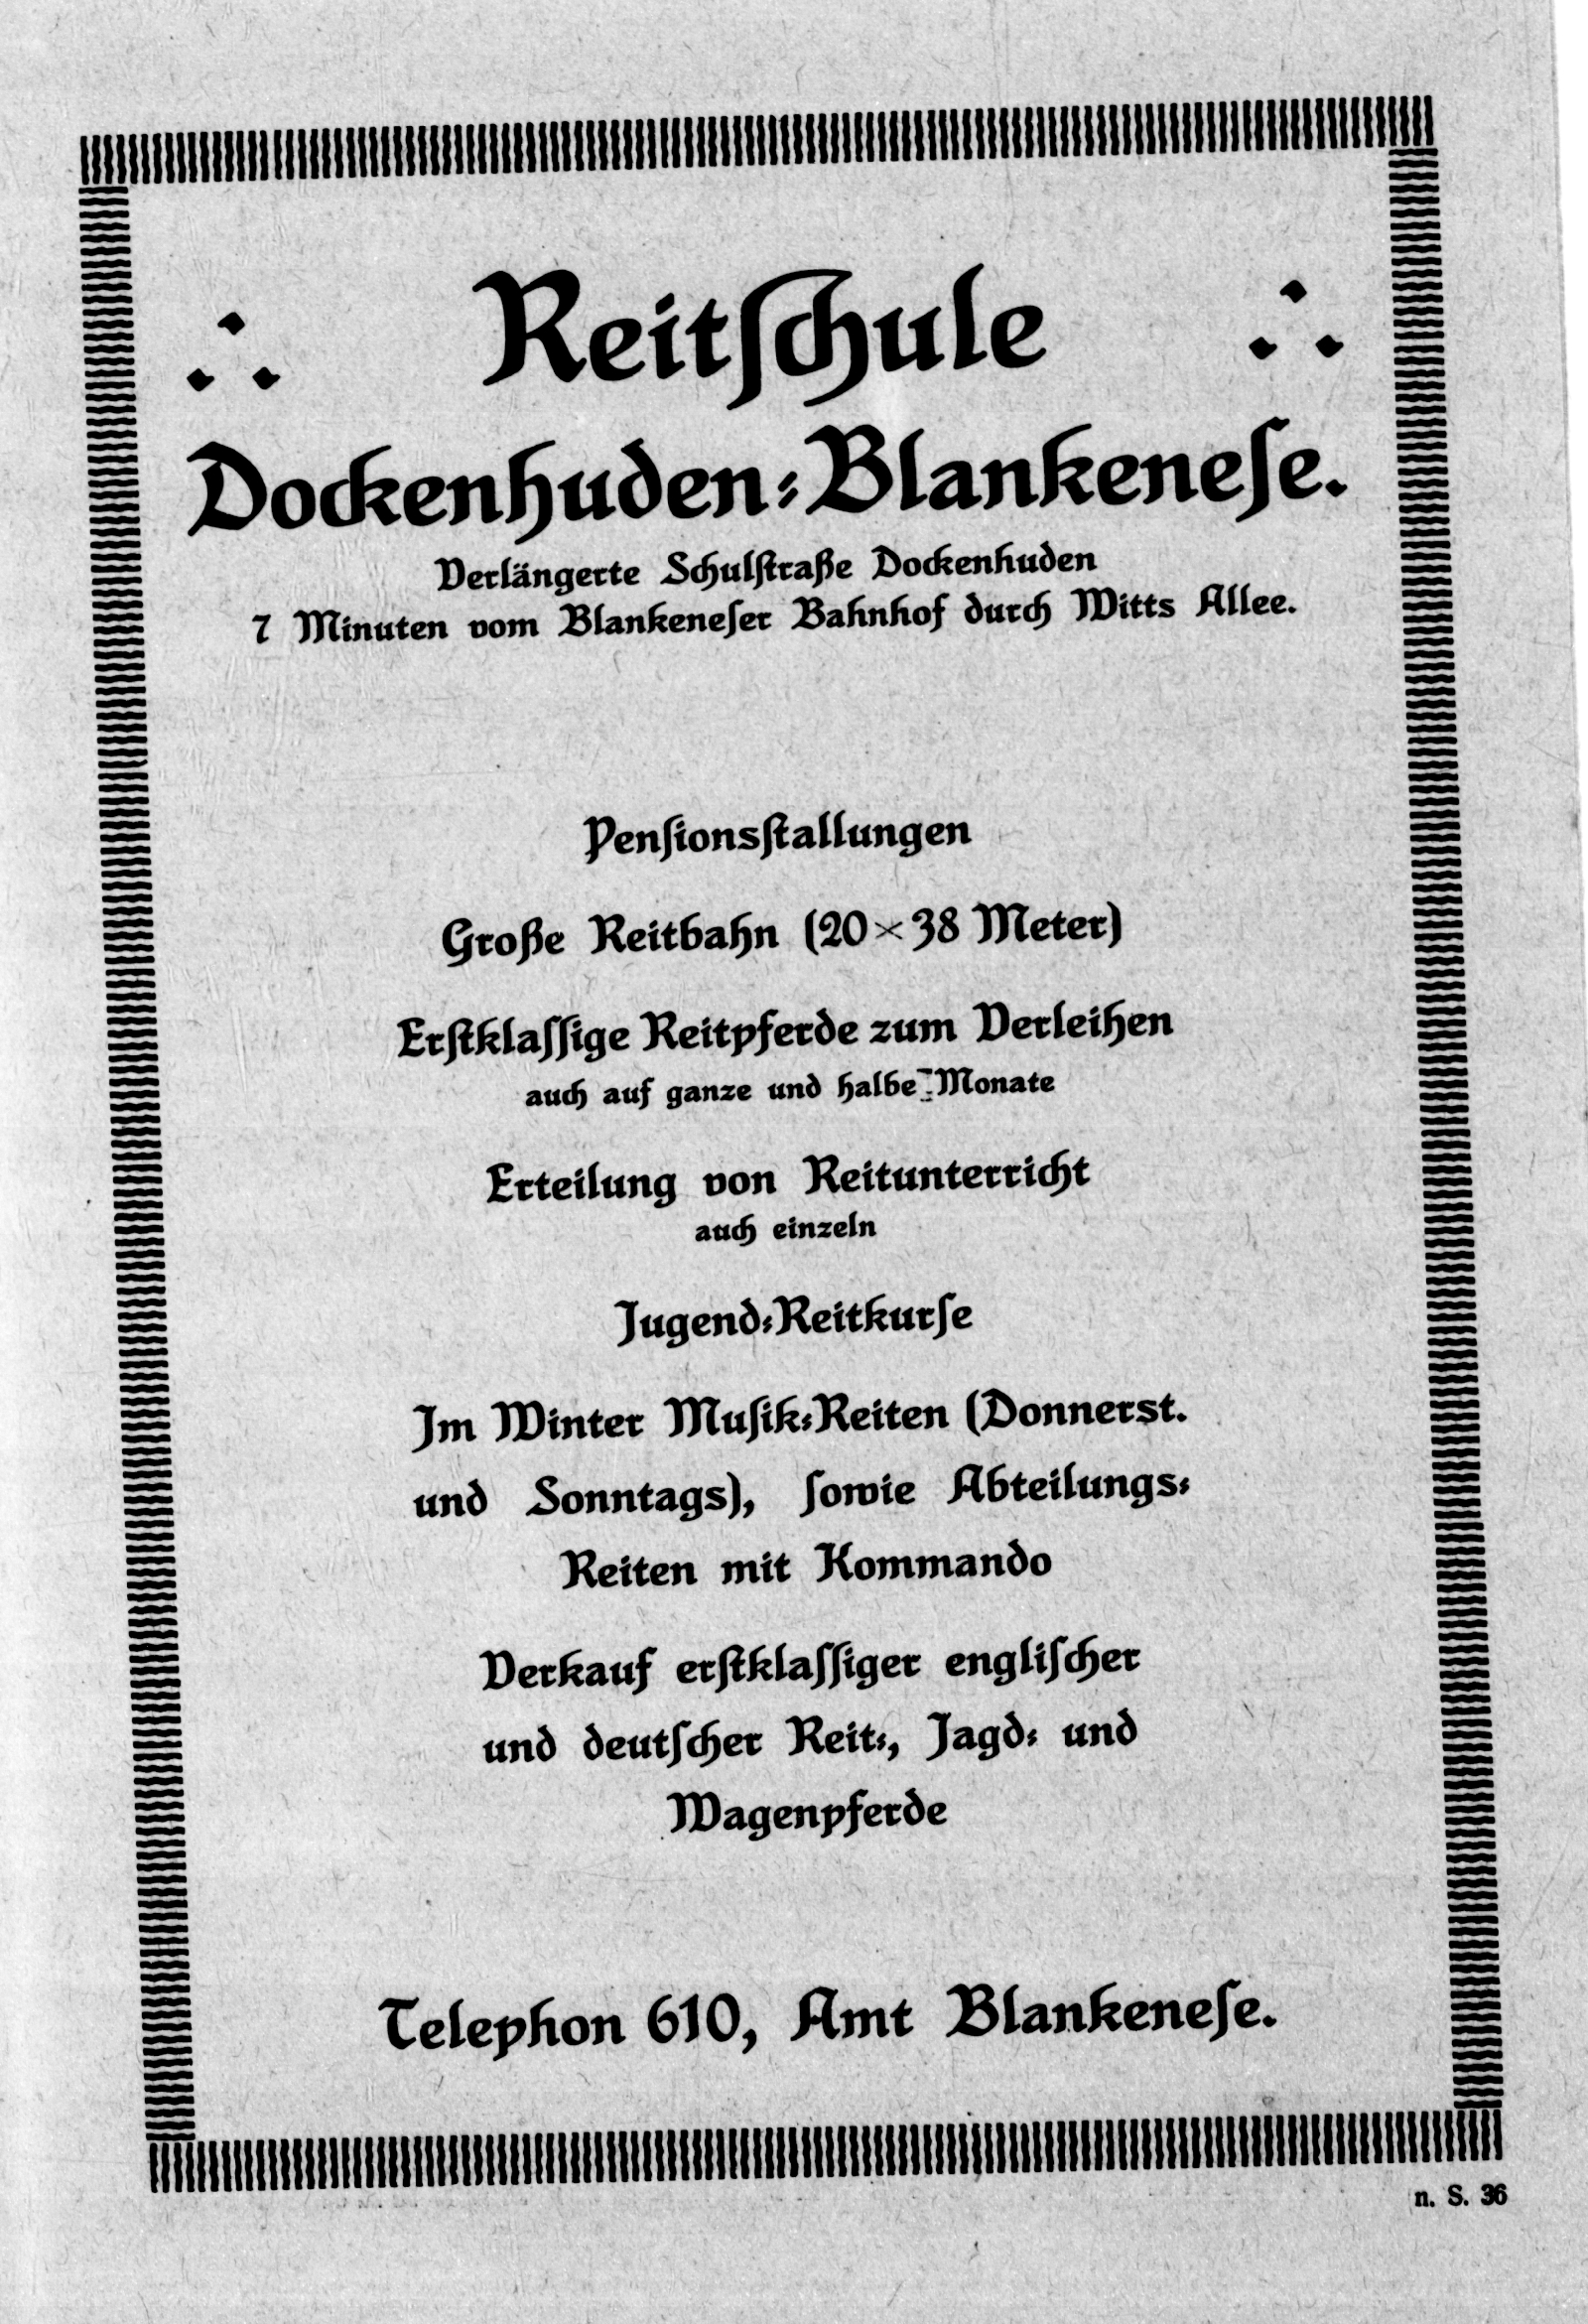 Reitſchule
Dockenhuden-Blankeneſe.
Verlängerte Schulſtraße Dockenhuden
7 Minuten vom Blankeneſer Bahnhof durch Witts Allee.
Penſionsſtallungen
Große Reitbahn (20×38 Meter)
Erſtklaſſige Reitpferde zum Verleihen
auch auf ganze und halbe Monate
Erteilung von Reitunterricht
auch einzeln
Jugend-Reitkurſe
Im Winter Muſik-Reiten (Donnerst.
und Sonntags), ſowie Abteilungs-
Reiten mit Kommando
Verkauf erſtklaſſiger engliſcher
und deutſcher Reit-, Jagd- und
Wagenpferde
Telephon 610, Amt Blankeneſe.
n. S. 36